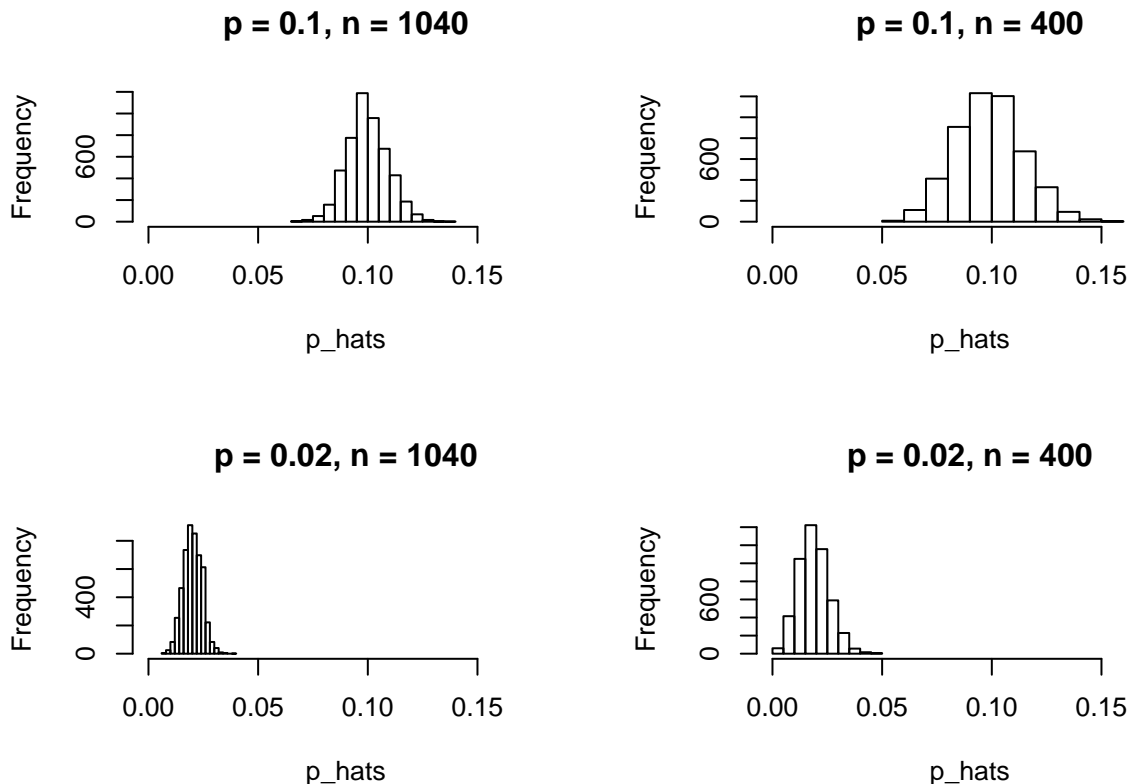 p = 0.1, n = 1040
Frequency
0 600
0.00 0.05 0.10 0.15
p_hats
p = 0.1, n = 400
Frequency
0 600
0.00 0.05 0.10 0.15
p_hats
p = 0.02, n = 1040
Frequency
0 400
0.00 0.05 0.10 0.15
p_hats
p = 0.02, n = 400
Frequency
0 600
0.00 0.05 0.10 0.15
p_hats